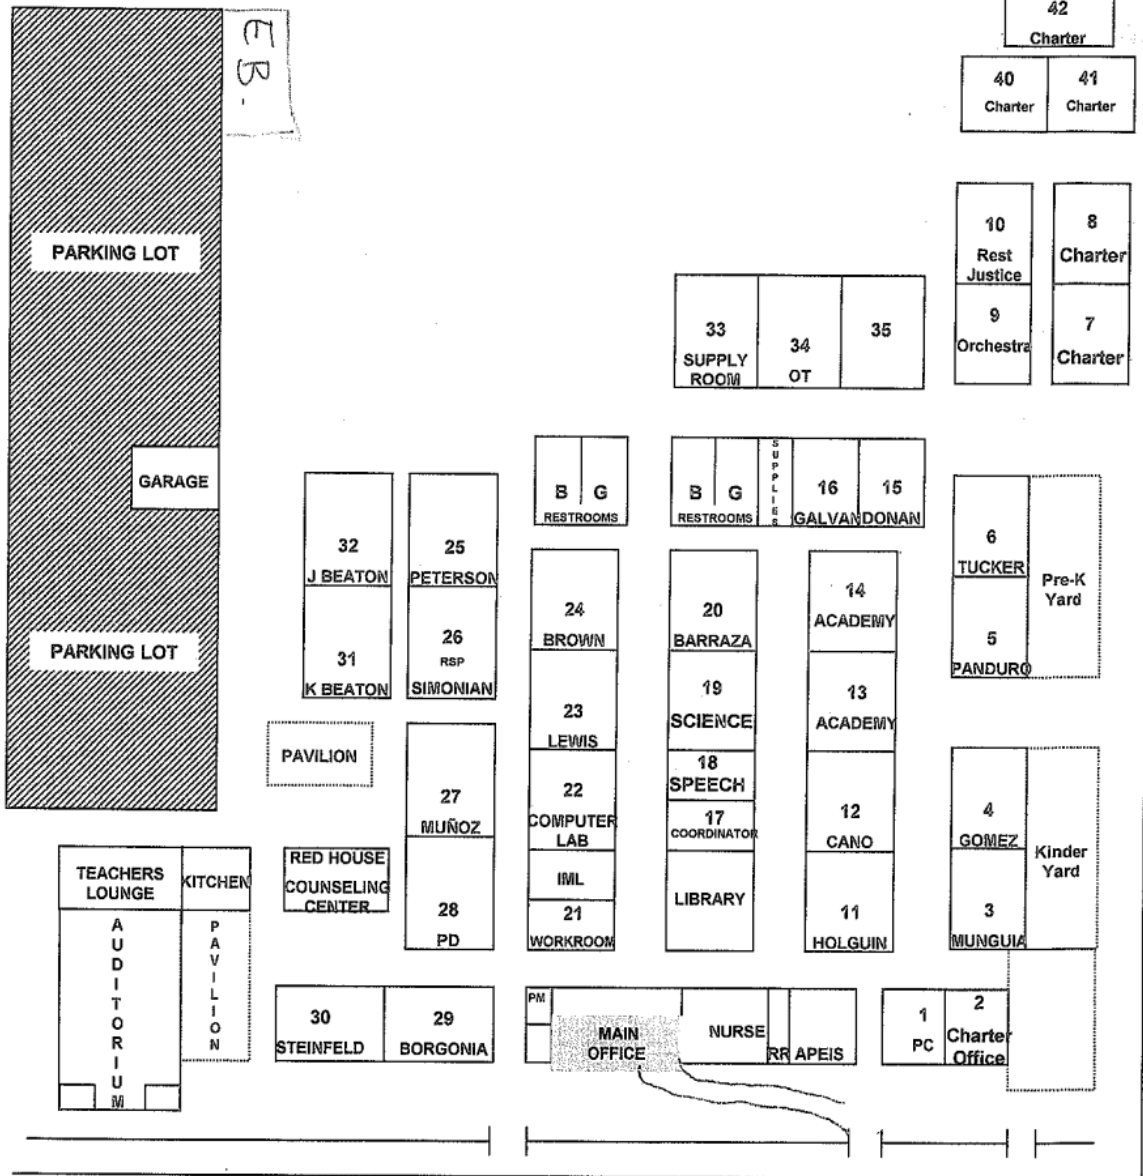 E B.
42
Charter
40
Charter
41
Charter
PARKING LOT
10
Rest
Justice
8
Charter
9
Orchestra
7
Charter
33
SUPPLY
ROOM
34
OT
35
GARAGE
B G
RESTROOMS
B G
RESTROOMS
SUPPLIES
16
GALVAN
15
DONAN
32
J BEATON
25
PETERSON
6
TUCKER
Pre-K
Yard
24
BROWN
20
BARRAZA
14
ACADEMY
PARKING LOT
31
K BEATON
26
RSP
SIMONIAN
5
PANDURO
23
LEWIS
19
SCIENCE
13
ACADEMY
PAVILION
27
MUÑOZ
22
COMPUTER
LAB
18
SPEECH
17
COORDINATOR
12
CANO
4
GOMEZ
Kinder
Yard
TEACHERS
LOUNGE
KITCHEN
RED HOUSE
COUNSELING
CENTER
28
PD
IML
21
WORKROOM
LIBRARY
11
HOLGUIN
3
MUNGUIA
AUDITORIUM
PAVILION
30
STEINFELD
29
BORGONIA
PM
MAIN
OFFICE
NURSE
RR
APEIS
1
PC
2
Charter
Office